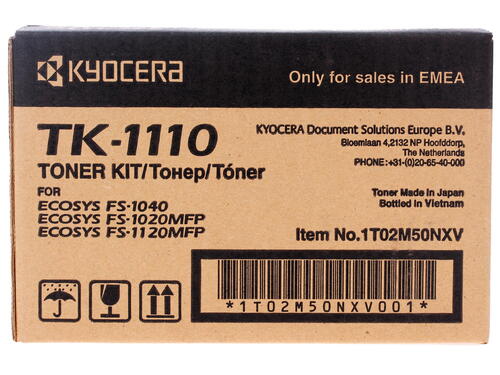 KYOCERA
Only for sales in EMEA
TK-1110
TONER KIT/Тонер/Tóner
FOR
ECOSYS FS-1040
ECOSYS FS-1020MFP
ECOSYS FS-1120MFP
KYOCERA Document Solutions Europe B.V.
Bloemlaan 4,2132 NP Hoofddorp,
The Netherlands
PHONE:+31-(0)20-65-40-000
Toner Made in Japan
Bottled in Vietnam
Item No.1T02M50NXV
*1T02M50NXV001*